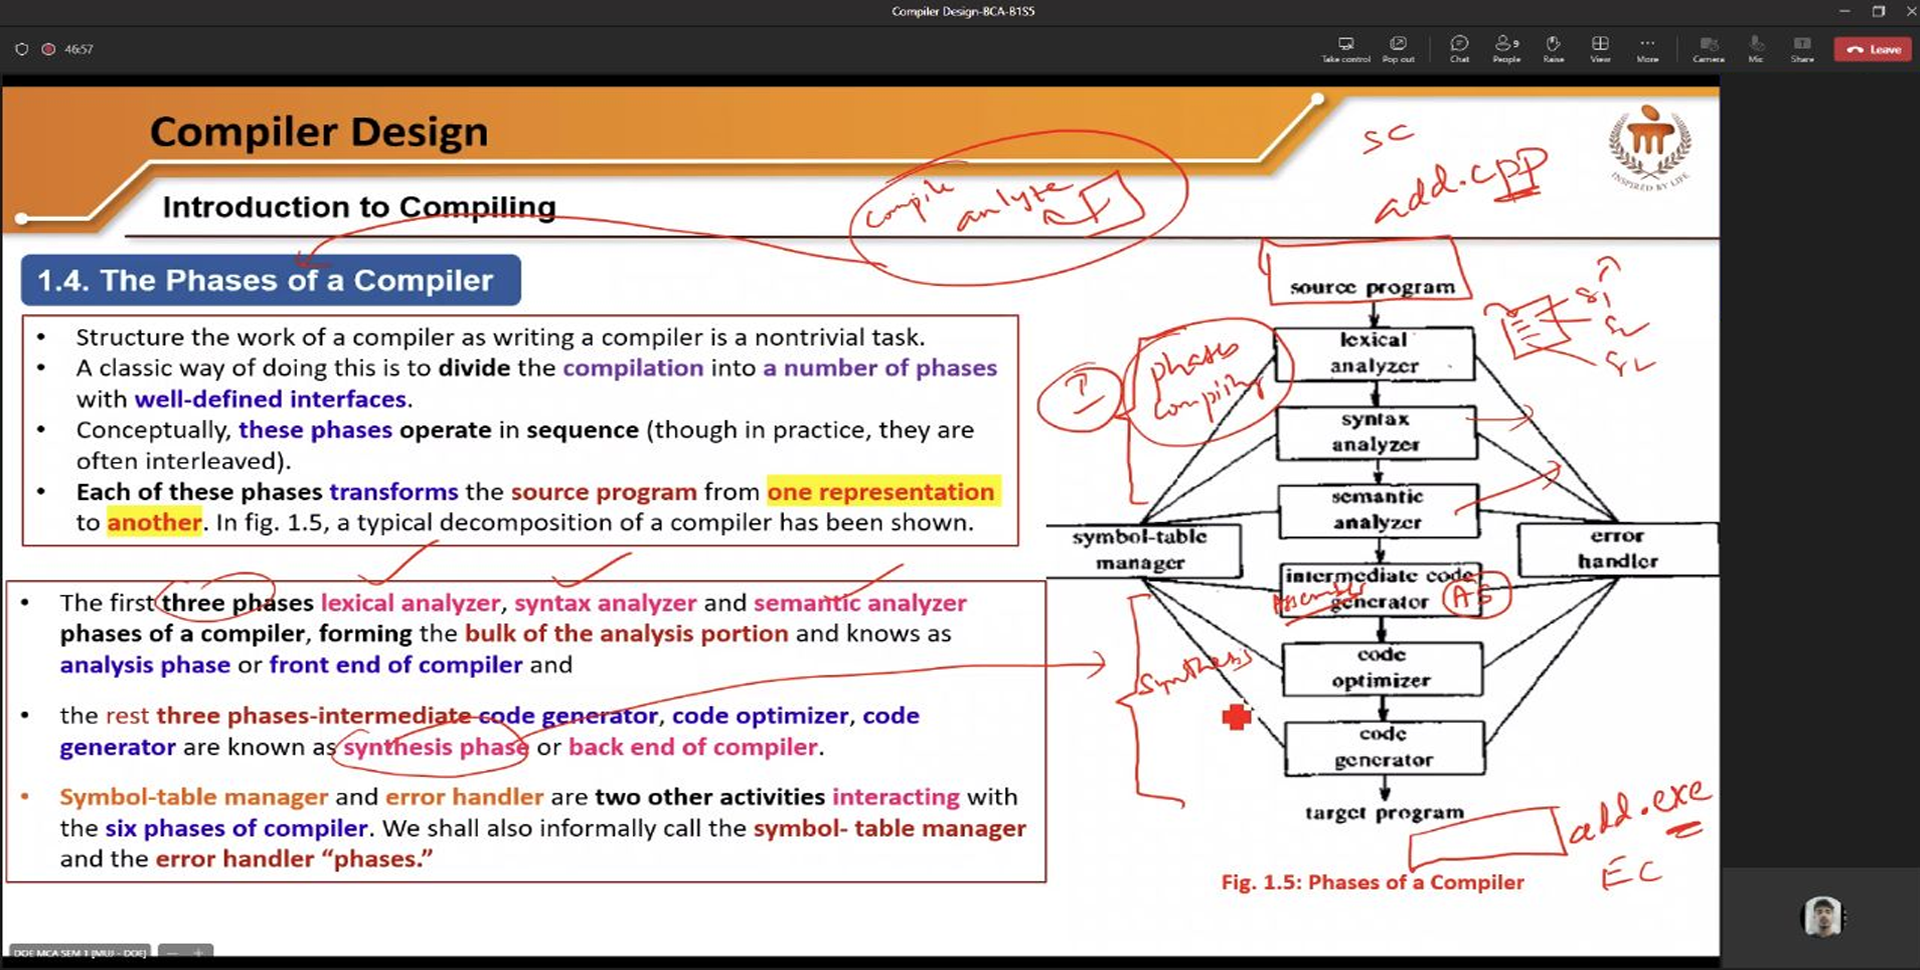 Compiler Design-BCA-B1S5
46:57
Take control Pop out Chat People 9 Raise View More Camera Mic Share Leave
Compiler Design
INSPIRED BY LIFE
Introduction to Compiling
compile
analyze
SC
add.cpp
1.4. The Phases of a Compiler
• Structure the work of a compiler as writing a compiler is a nontrivial task.
• A classic way of doing this is to divide the compilation into a number of phases
with well-defined interfaces.
• Conceptually, these phases operate in sequence (though in practice, they are
often interleaved).
• Each of these phases transforms the source program from one representation
to another. In fig. 1.5, a typical decomposition of a compiler has been shown.
• The first three phases lexical analyzer, syntax analyzer and semantic analyzer
phases of a compiler, forming the bulk of the analysis portion and knows as
analysis phase or front end of compiler and
• the rest three phases-intermediate code generator, code optimizer, code
generator are known as synthesis phase or back end of compiler.
• Symbol-table manager and error handler are two other activities interacting with
the six phases of compiler. We shall also informally call the symbol- table manager
and the error handler “phases.”
source program
lexical
analyzer
phases
compiling
syntax
analyzer
semantic
analyzer
symbol-table
manager
error
handler
intermediate code
generator
AS
code
optimizer
Synthesis
code
generator
target program
add.exe
EC
Fig. 1.5: Phases of a Compiler
DOE MCA SEM 1 [MUJ - DOE]